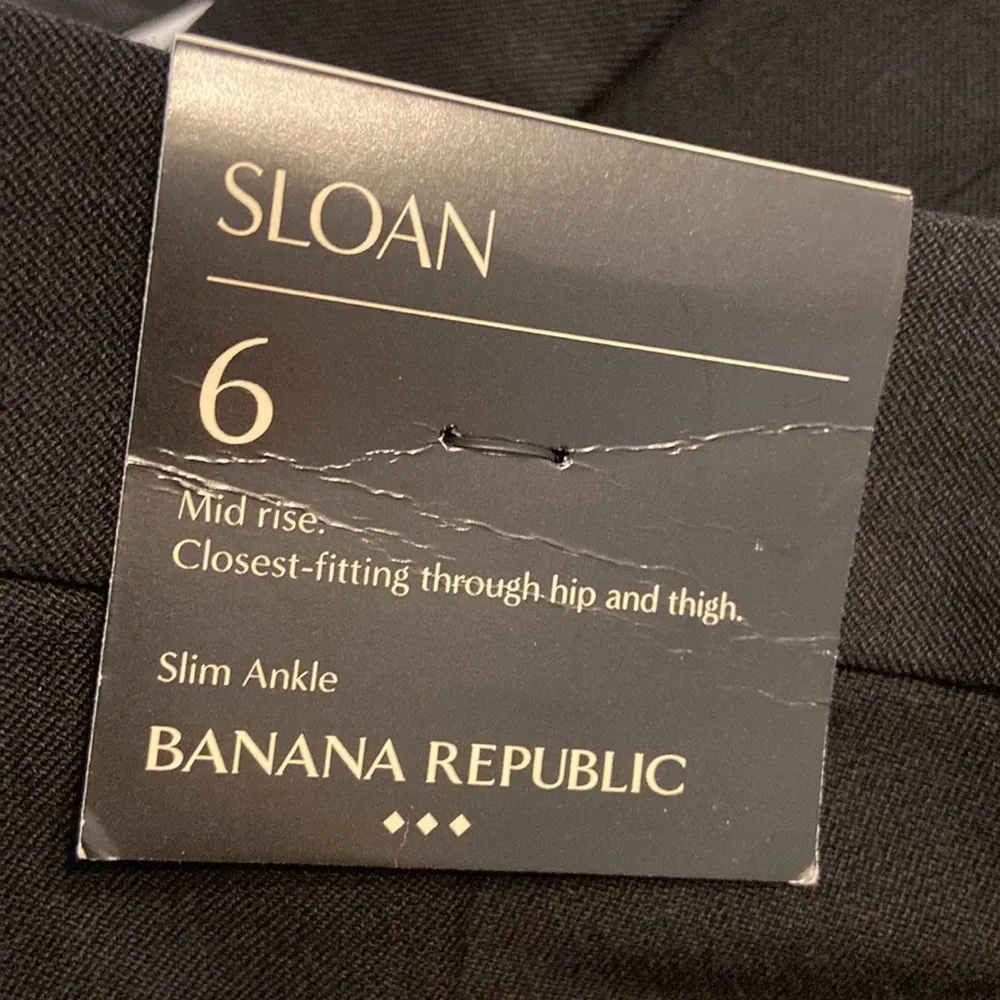 SLOAN
6
Mid rise.
Closest-fitting through hip and thigh.
Slim Ankle
BANANA REPUBLIC